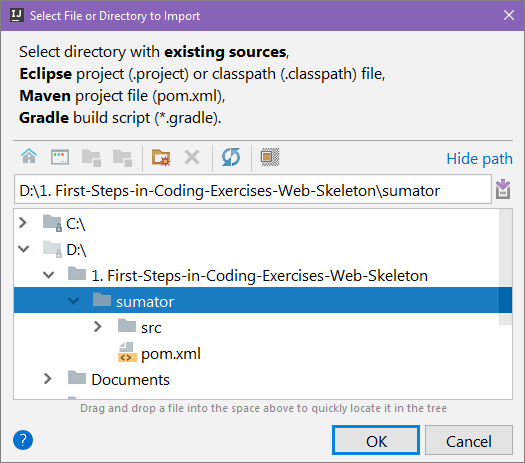 IJ Select File or Directory to Import
Select directory with existing sources,
Eclipse project (.project) or classpath (.classpath) file,
Maven project file (pom.xml),
Gradle build script (*.gradle).
Hide path
D:\1. First-Steps-in-Coding-Exercises-Web-Skeleton\sumator
C:\
D:\
1. First-Steps-in-Coding-Exercises-Web-Skeleton
sumator
src
<> pom.xml
Documents
Drag and drop a file into the space above to quickly locate it in the tree
? OK Cancel